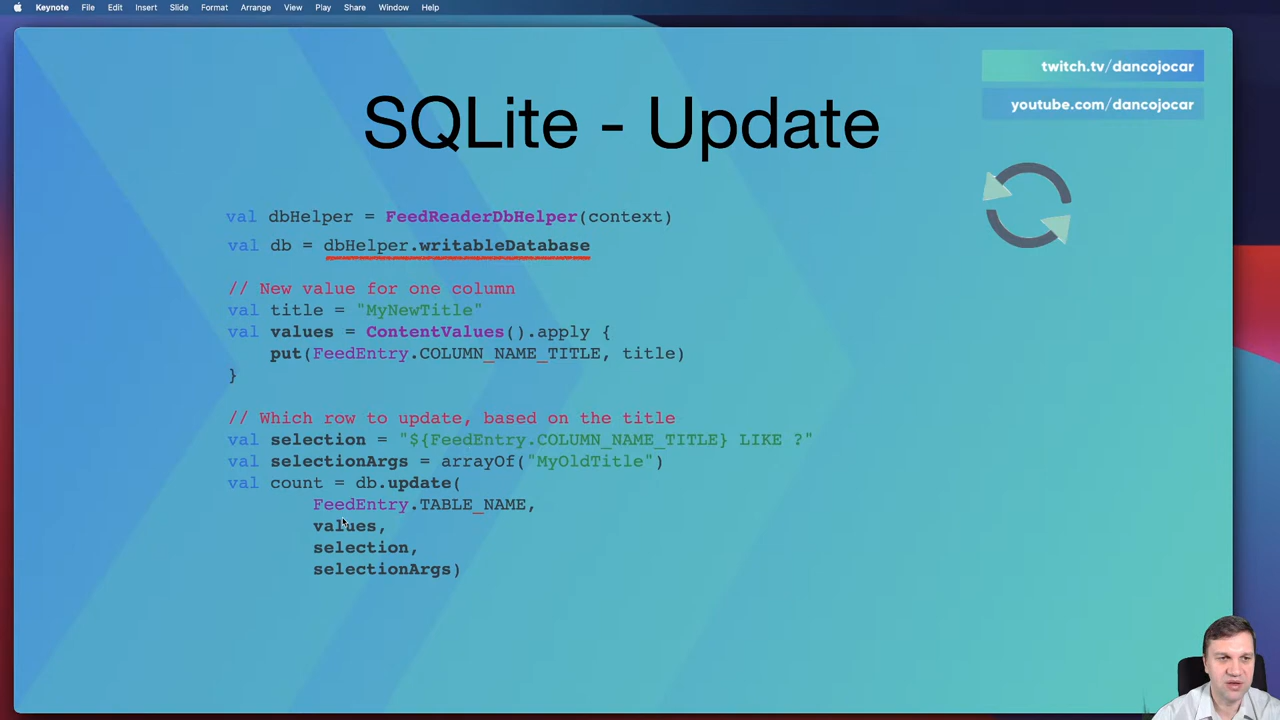 Keynote File Edit Insert Slide Format Arrange View Play Share Window Help
twitch.tv/dancojocar
youtube.com/dancojocar
SQLite - Update
val dbHelper = FeedReaderDbHelper(context)
val db = dbHelper.writableDatabase
// New value for one column
val title = "MyNewTitle"
val values = ContentValues().apply {
put(FeedEntry.COLUMN_NAME_TITLE, title)
}
// Which row to update, based on the title
val selection = "${FeedEntry.COLUMN_NAME_TITLE} LIKE ?"
val selectionArgs = arrayOf("MyOldTitle")
val count = db.update(
FeedEntry.TABLE_NAME,
values,
selection,
selectionArgs)